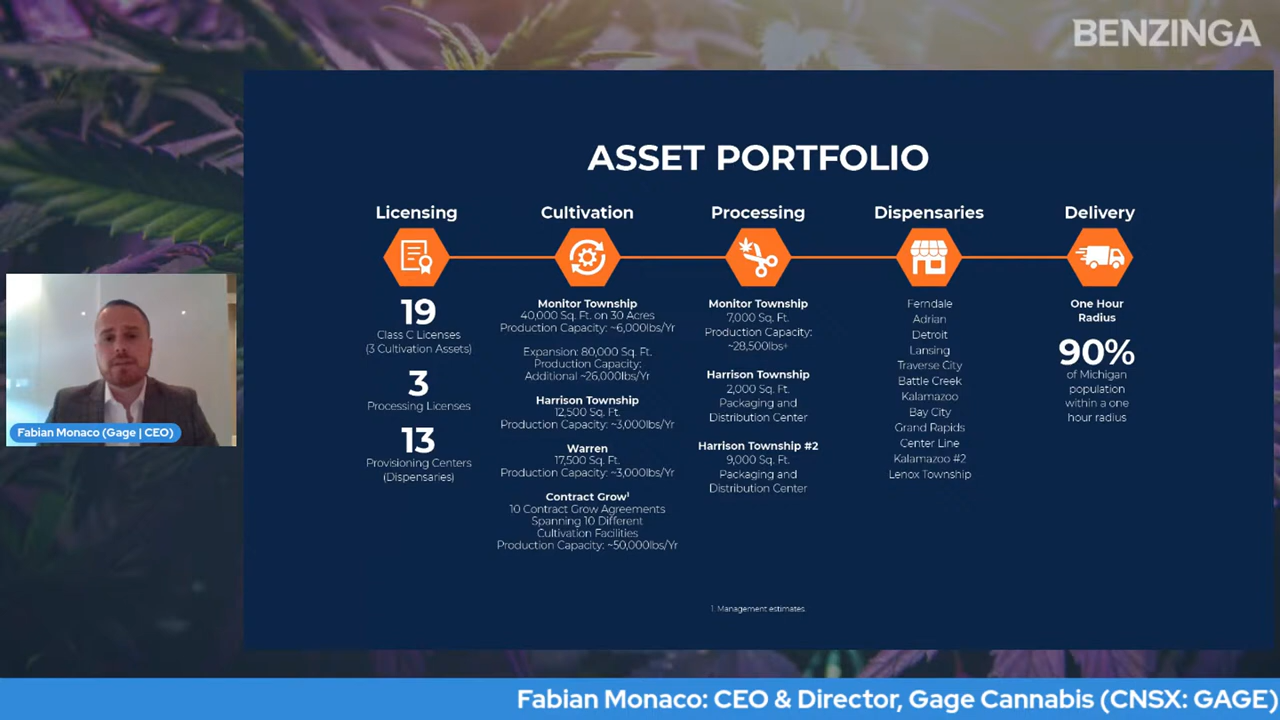 BENZINGA
ASSET PORTFOLIO
Licensing
19
Class C Licenses
(3 Cultivation Assets)
3
Processing Licenses
13
Provisioning Centers
(Dispensaries)
Cultivation
Monitor Township
40,000 Sq. Ft. on 30 Acres
Production Capacity: ~6,000lbs/Yr
Expansion: 80,000 Sq. Ft.
Production Capacity:
Additional ~26,000lbs/Yr
Harrison Township
12,500 Sq. Ft.
Production Capacity: ~3,000lbs/Yr
Warren
17,500 Sq. Ft.
Production Capacity: ~3,000lbs/Yr
Contract Grow¹
10 Contract Grow Agreements
Spanning 10 Different
Cultivation Facilities
Production Capacity: ~50,000lbs/Yr
Processing
Monitor Township
7,000 Sq. Ft.
Production Capacity:
~28,500lbs+
Harrison Township
2,000 Sq. Ft.
Packaging and
Distribution Center
Harrison Township #2
9,000 Sq. Ft.
Packaging and
Distribution Center
Dispensaries
Ferndale
Adrian
Detroit
Lansing
Traverse City
Battle Creek
Kalamazoo
Bay City
Grand Rapids
Center Line
Kalamazoo #2
Lenox Township
Delivery
One Hour
Radius
90%
of Michigan
population
within a one
hour radius
1. Management estimates.
Fabian Monaco (Gage | CEO)
Fabian Monaco: CEO & Director, Gage Cannabis (CNSX: GAGE)